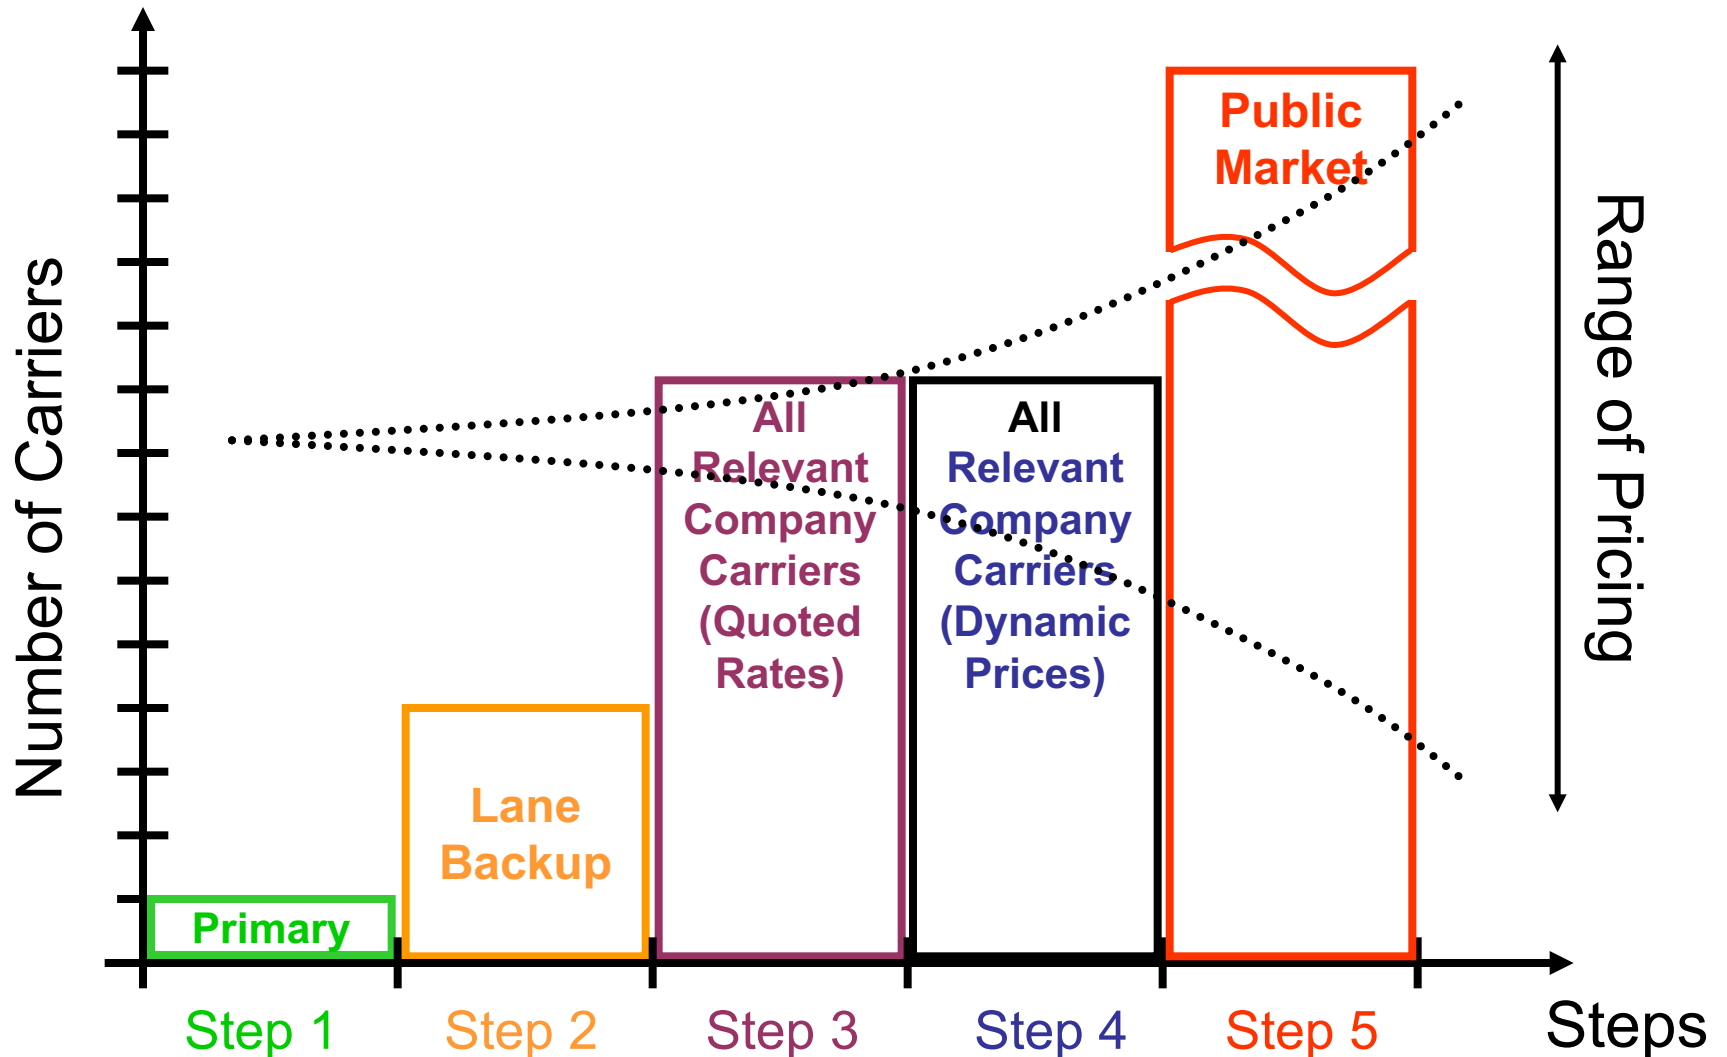 Number of Carriers
Public
Market
Range of Pricing
All
Relevant
Company
Carriers
(Quoted
Rates)
All
Relevant
Company
Carriers
(Dynamic
Prices)
Lane
Backup
Primary
Step 1
Step 2
Step 3
Step 4
Step 5
Steps